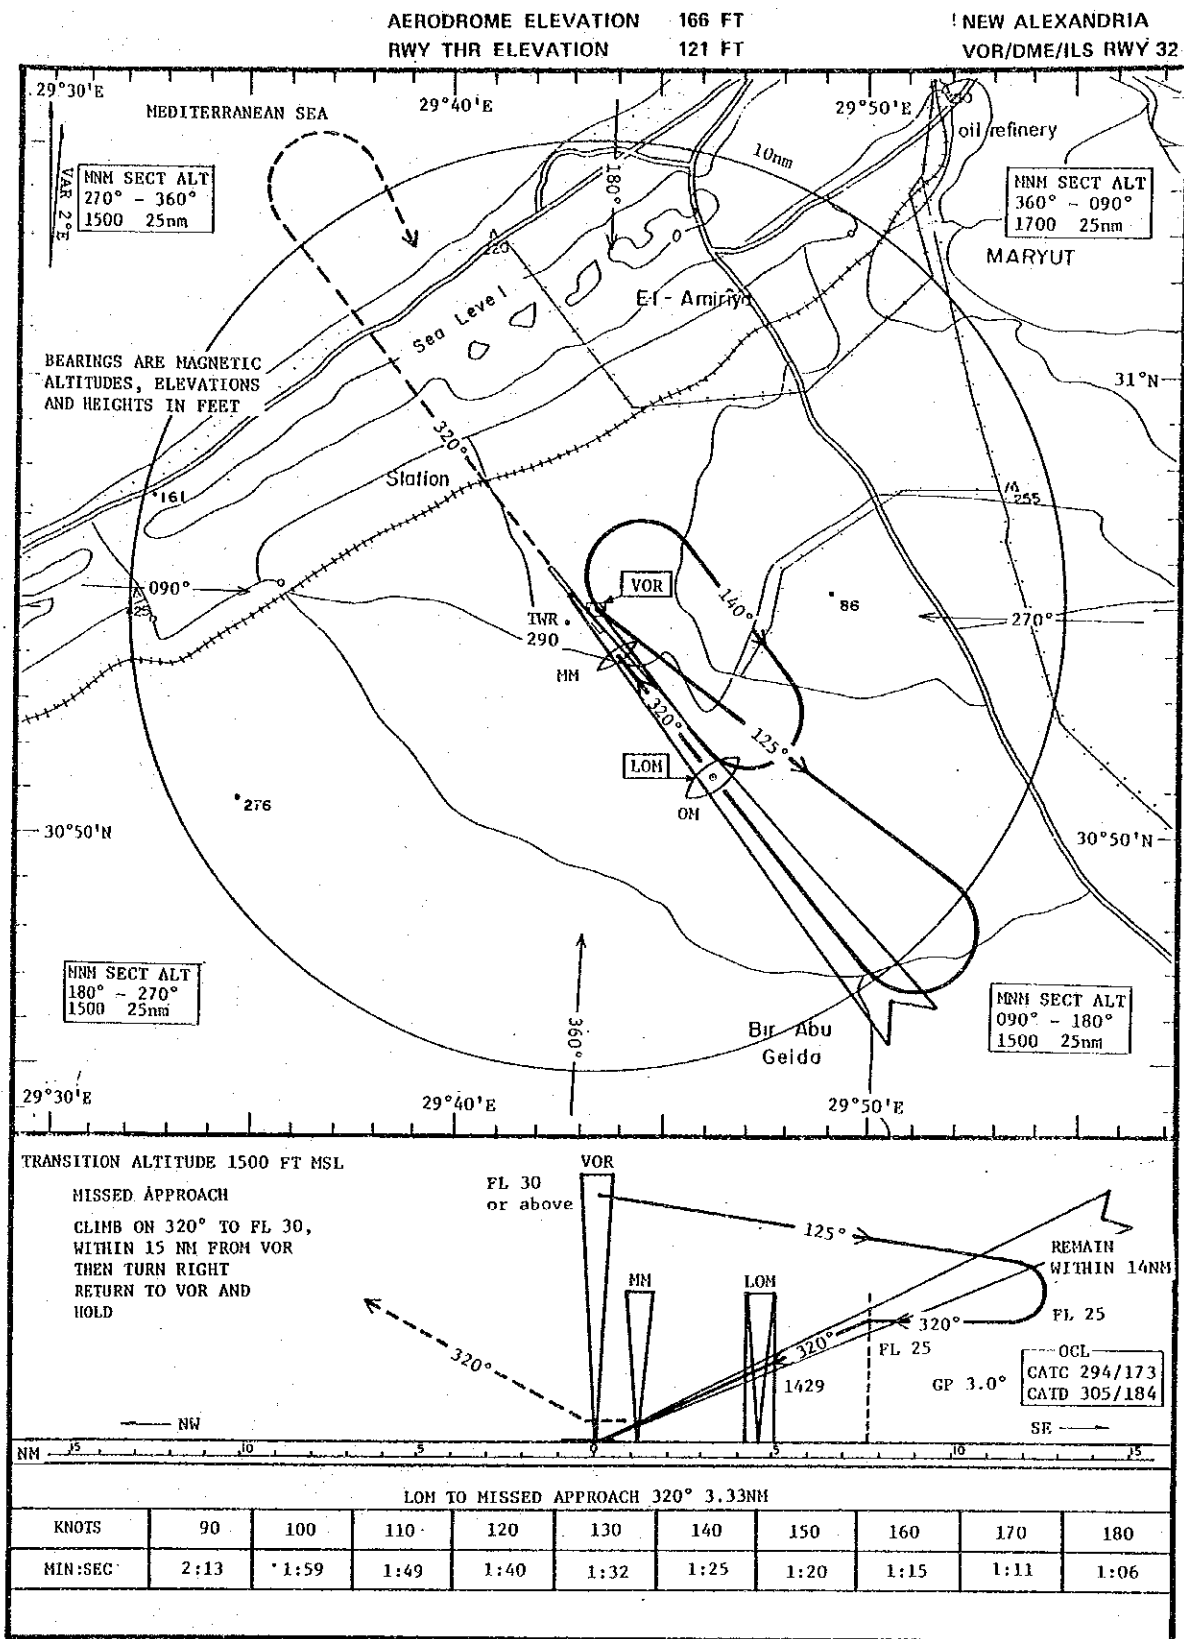 AERODROME ELEVATION 166 FT
RWY THR ELEVATION 121 FT
NEW ALEXANDRIA
VOR/DME/ILS RWY 32
29°30'E
29°40'E
29°50'E
MEDITERRANEAN SEA
oil refinery
10nm
180°
VAR 2°E
MNM SECT ALT
270° - 360°
1500 25nm
MNM SECT ALT
360° - 090°
1700 25nm
MARYUT
220
0
El-Amiriya
Sea Level
BEARINGS ARE MAGNETIC
ALTITUDES, ELEVATIONS
AND HEIGHTS IN FEET
31°N
320°
Station
161
255
090°
VOR
140°
86
TWR
290
270°
MM
320°
125°
LOM
OM
276
30°50'N
30°50'N
MNM SECT ALT
180° - 270°
1500 25nm
MNM SECT ALT
090° - 180°
1500 25nm
360°
Bir Abu
Geida
29°30'E
29°40'E
29°50'E
TRANSITION ALTITUDE 1500 FT MSL
MISSED APPROACH
CLIMB ON 320° TO FL 30,
WITHIN 15 NM FROM VOR
THEN TURN RIGHT
RETURN TO VOR AND
HOLD
VOR
FL 30
or above
125°
REMAIN
WITHIN 14NM
MM
LOM
FL 25
320°
320°
320°
FL 25
1429
GP 3.0°
OCL
CATC 294/173
CATD 305/184
NW
SE
NM 15 10 5 0 5 10 15
LOM TO MISSED APPROACH 320° 3.33NM
KNOTS 90 100 110 120 130 140 150 160 170 180
MIN:SEC 2:13 1:59 1:49 1:40 1:32 1:25 1:20 1:15 1:11 1:06